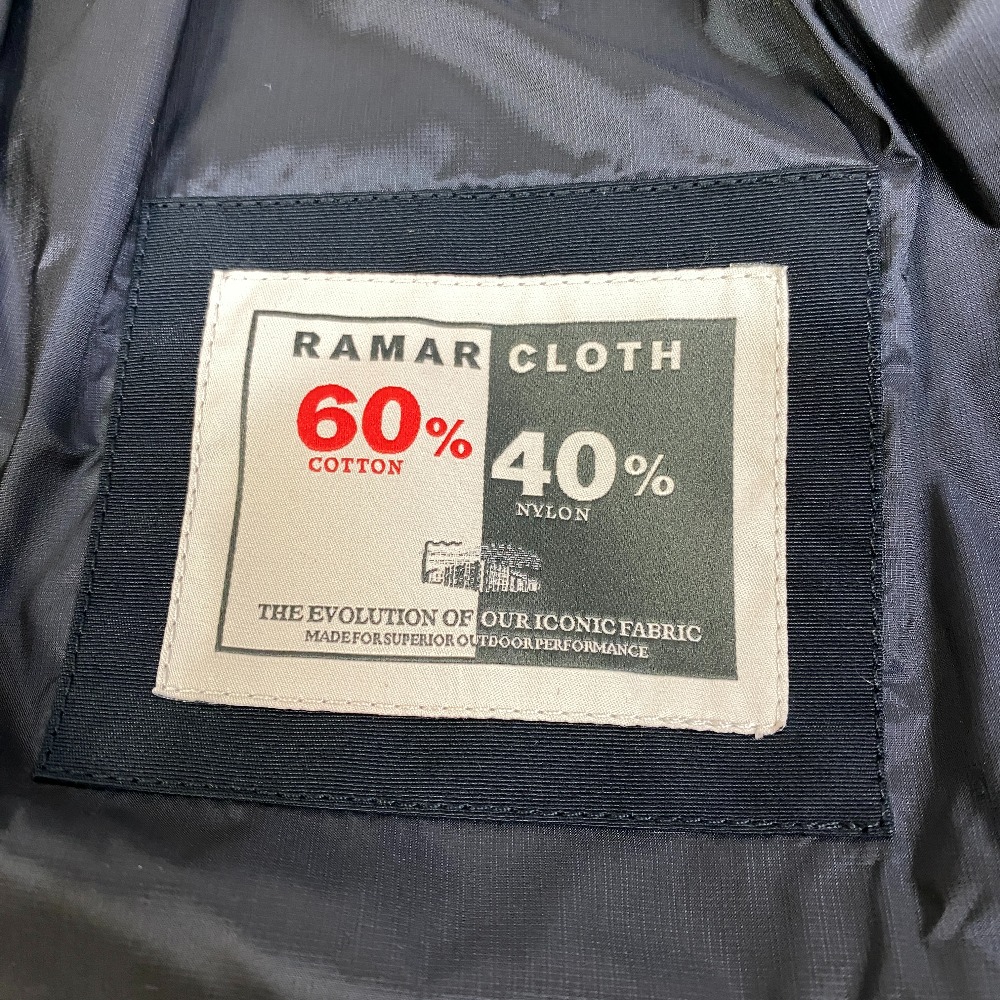 RAMAR CLOTH
60%
COTTON
40%
NYLON
THE EVOLUTION OF OUR ICONIC FABRIC
MADE FOR SUPERIOR OUTDOOR PERFORMANCE